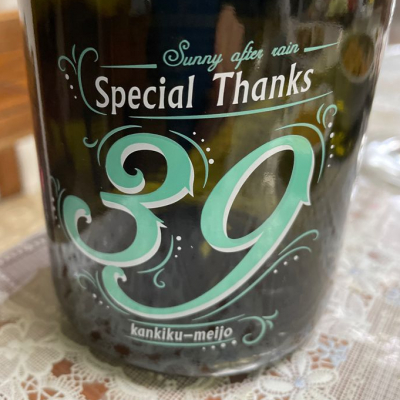 Sunny after rain
Special Thanks
39
kankiku-meijo